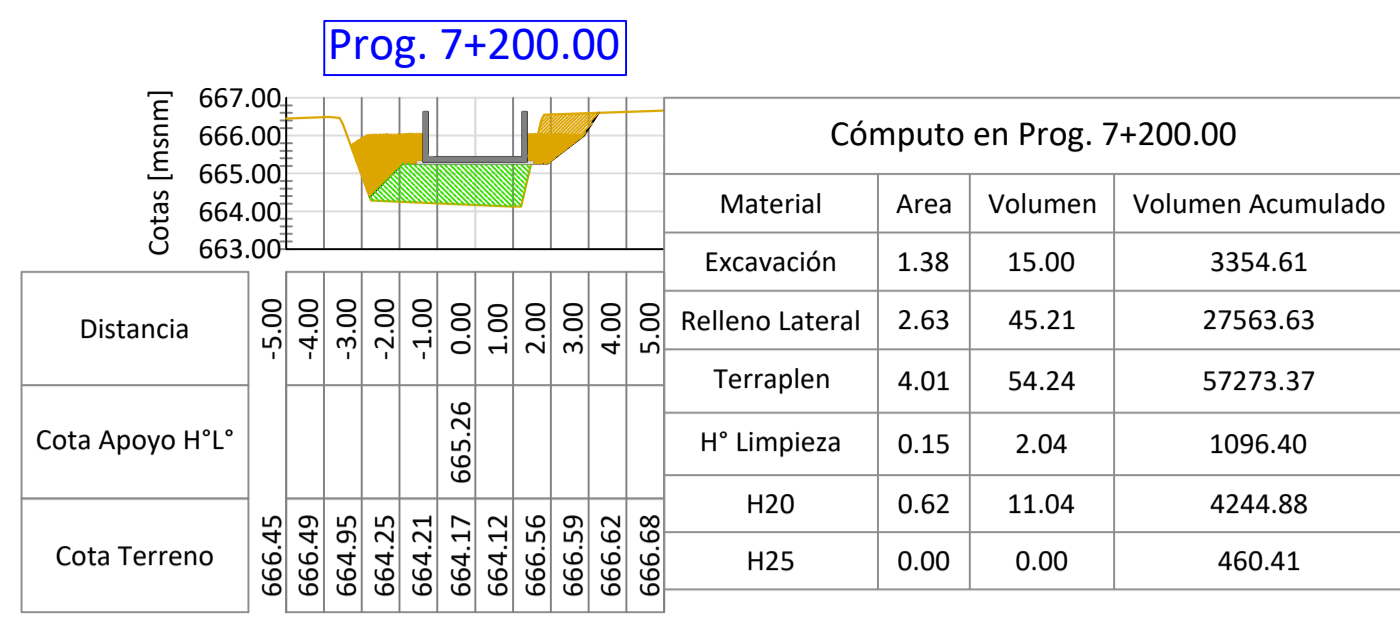 Prog. 7+200.00
Cotas [msnm]
667.00
666.00
665.00
664.00
663.00
Distancia -5.00 -4.00 -3.00 -2.00 -1.00 0.00 1.00 2.00 3.00 4.00 5.00
Cota Apoyo H°L° 665.26
Cota Terreno 666.45 666.49 664.95 664.25 664.21 664.17 664.12 666.56 666.59 666.62 666.68
Cómputo en Prog. 7+200.00
Material Area Volumen Volumen Acumulado
Excavación 1.38 15.00 3354.61
Relleno Lateral 2.63 45.21 27563.63
Terraplen 4.01 54.24 57273.37
H° Limpieza 0.15 2.04 1096.40
H20 0.62 11.04 4244.88
H25 0.00 0.00 460.41